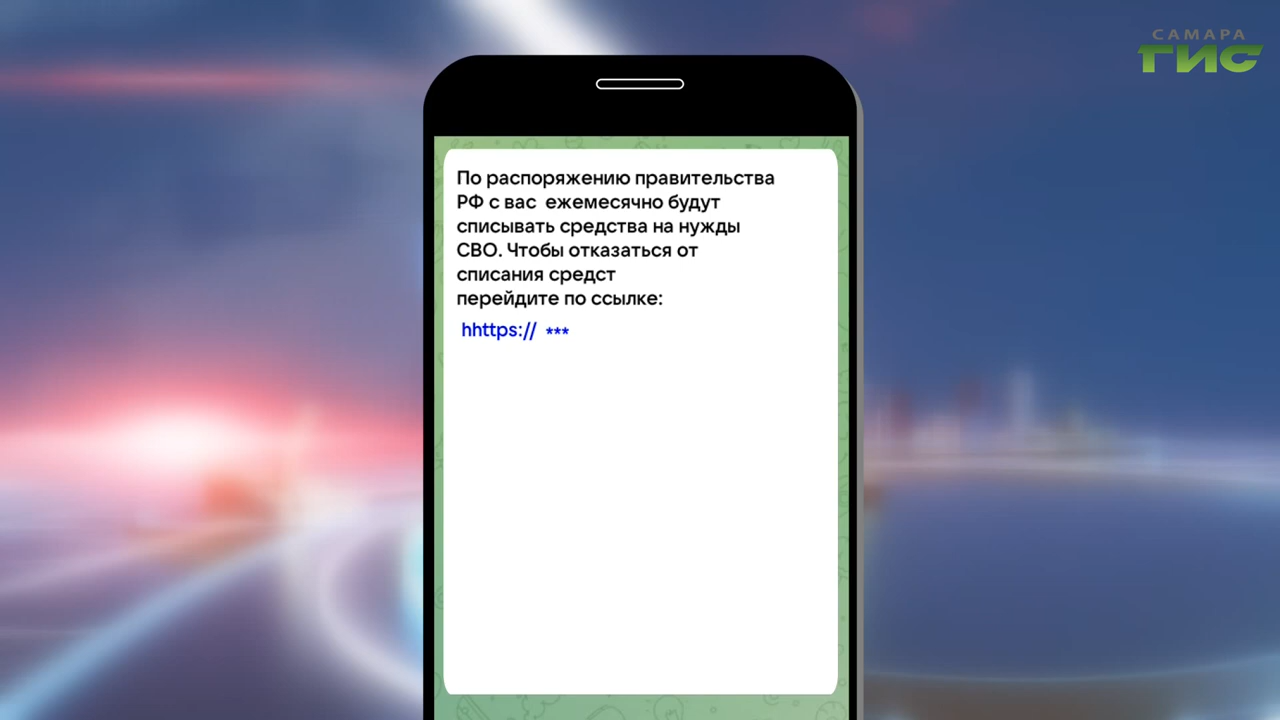 САМАРА
ГИС
По распоряжению правительства
РФ с вас ежемесячно будут
списывать средства на нужды
СВО. Чтобы отказаться от
списания средст
перейдите по ссылке:
hhttps:// ***